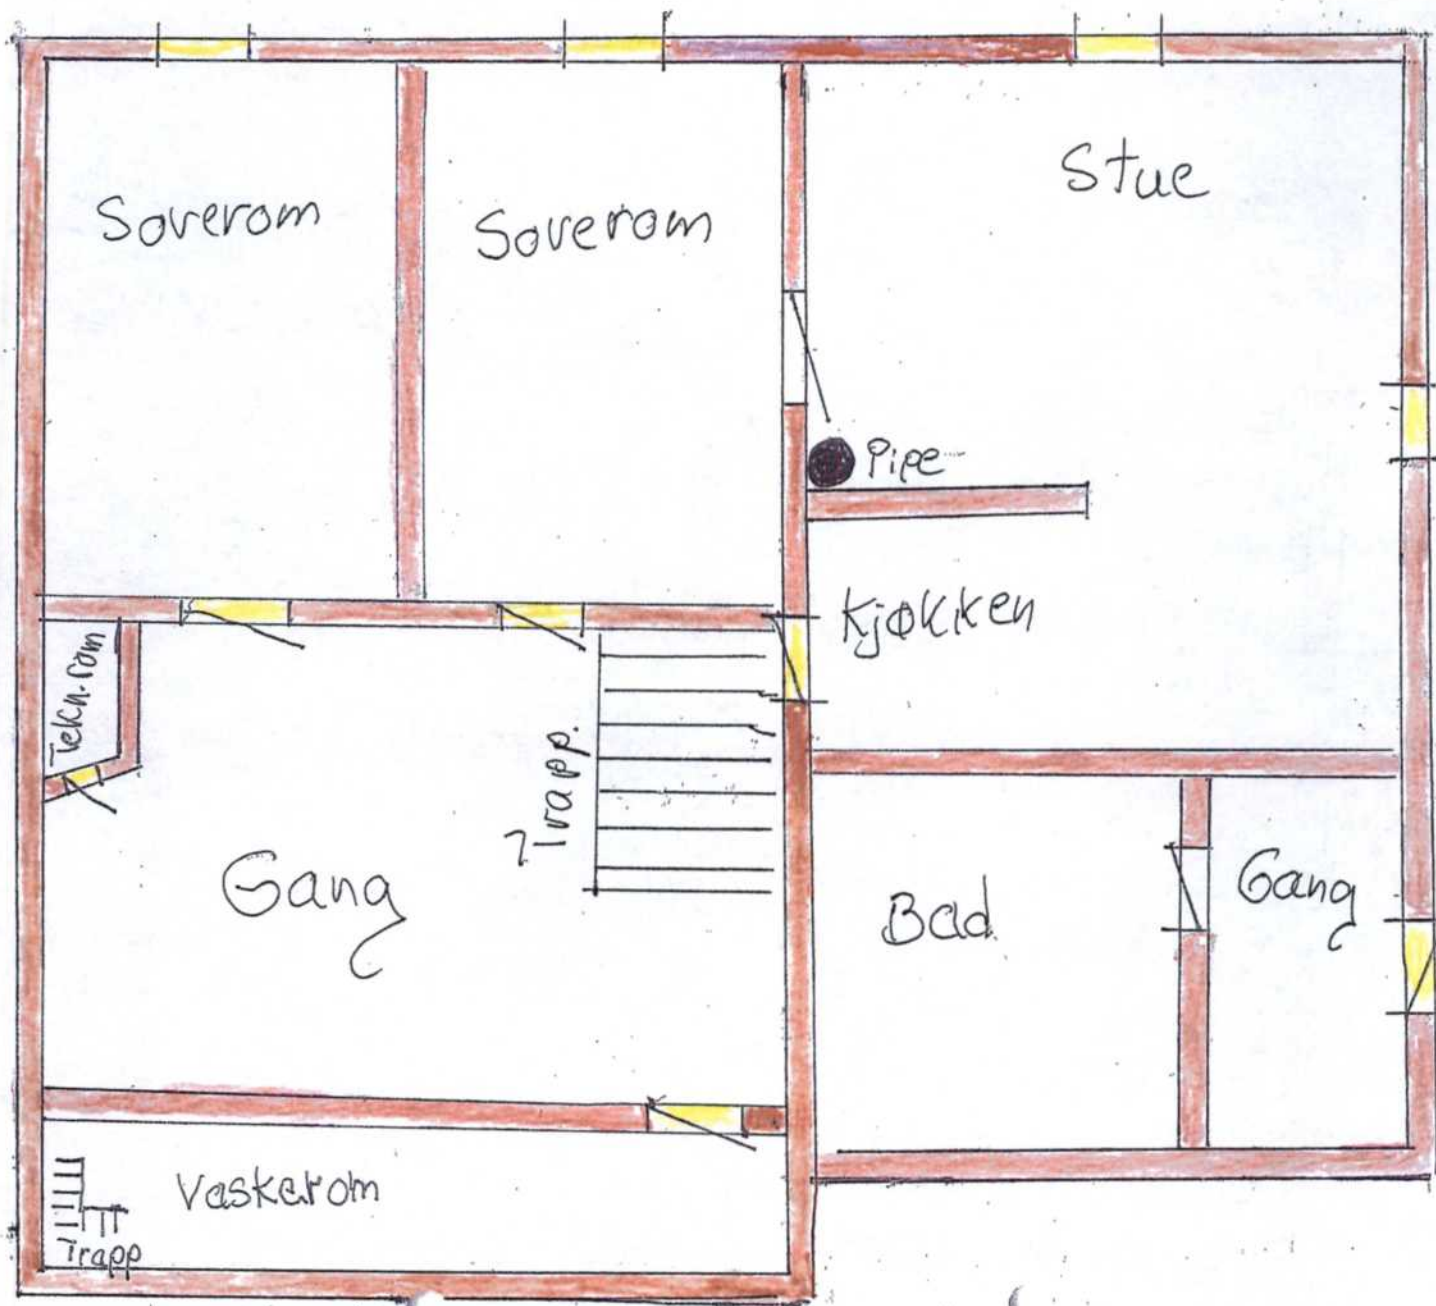 Soverom
Soverom
Stue
Pipe
Kjøkken
Tekn.rom
Trapp.
Gang
Bad
Gang
Vaskerom
Trapp